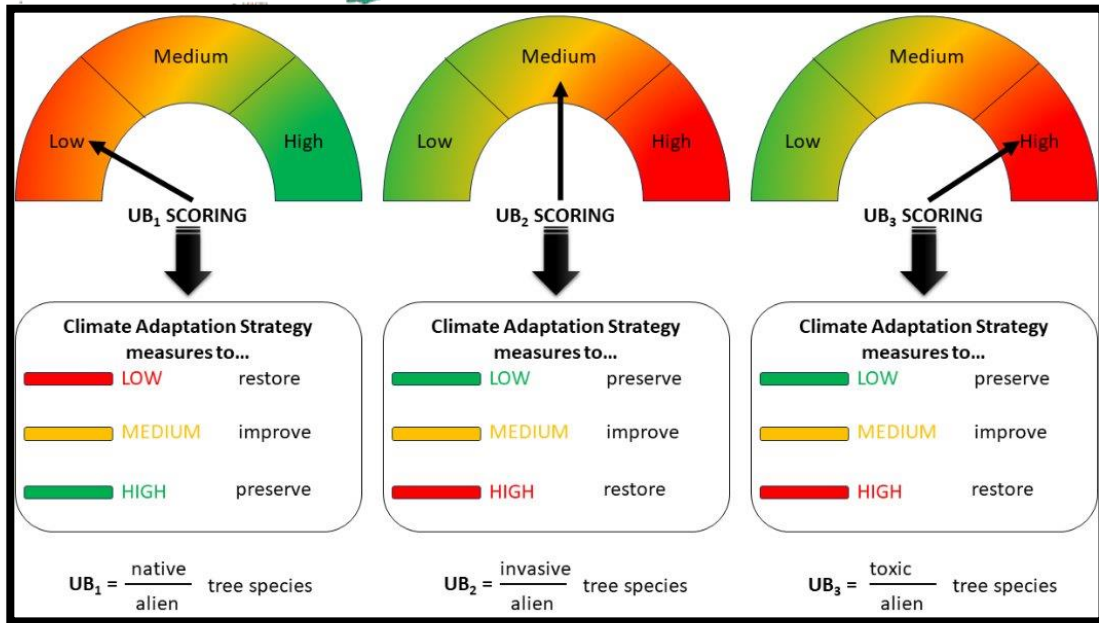 Medium
Low
High
UB₁ SCORING
Climate Adaptation Strategy
measures to...
LOW restore
MEDIUM improve
HIGH preserve
UB₁ = native / alien tree species
Medium
Low
High
UB₂ SCORING
Climate Adaptation Strategy
measures to...
LOW preserve
MEDIUM improve
HIGH restore
UB₂ = invasive / alien tree species
Medium
Low
High
UB₃ SCORING
Climate Adaptation Strategy
measures to...
LOW preserve
MEDIUM improve
HIGH restore
UB₃ = toxic / alien tree species